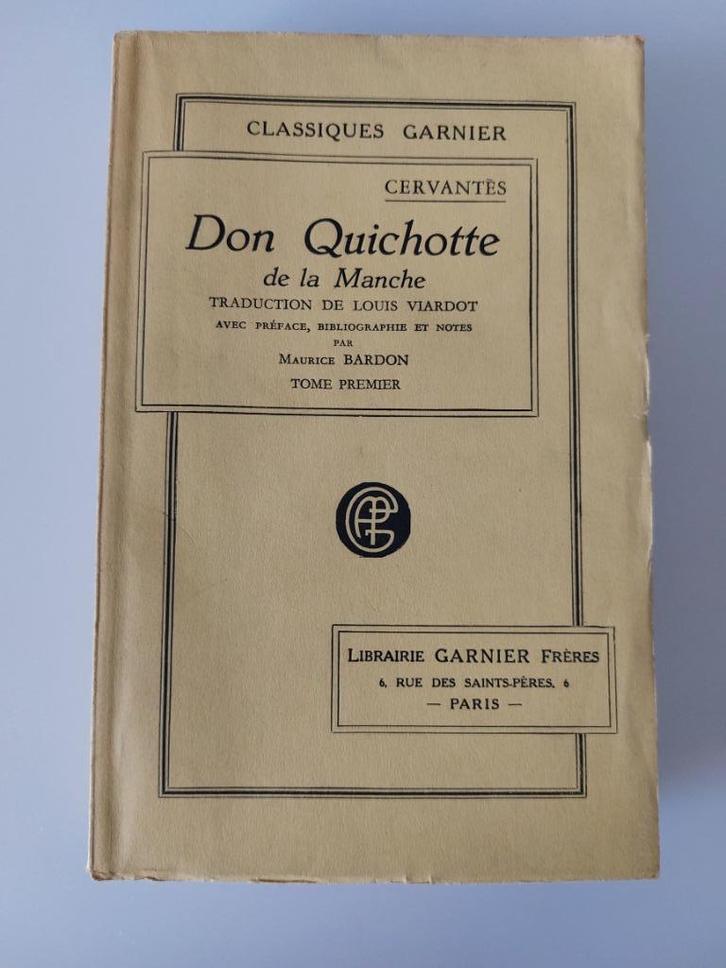 CLASSIQUES GARNIER
CERVANTÈS
Don Quichotte
de la Manche
TRADUCTION DE LOUIS VIARDOT
AVEC PRÉFACE, BIBLIOGRAPHIE ET NOTES
PAR
MAURICE BARDON
TOME PREMIER
LIBRAIRIE GARNIER FRÈRES
6, RUE DES SAINTS-PÈRES, 6
— PARIS —